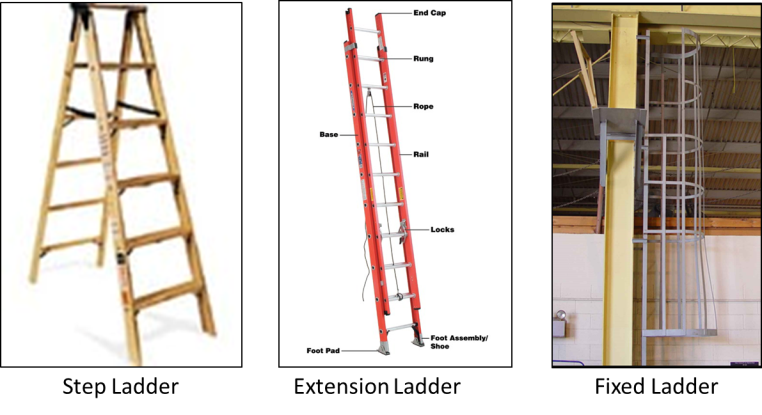 End Cap
Rung
Rope
Base
Rail
Locks
Foot Pad
Foot Assembly/
Shoe
Step Ladder
Extension Ladder
Fixed Ladder